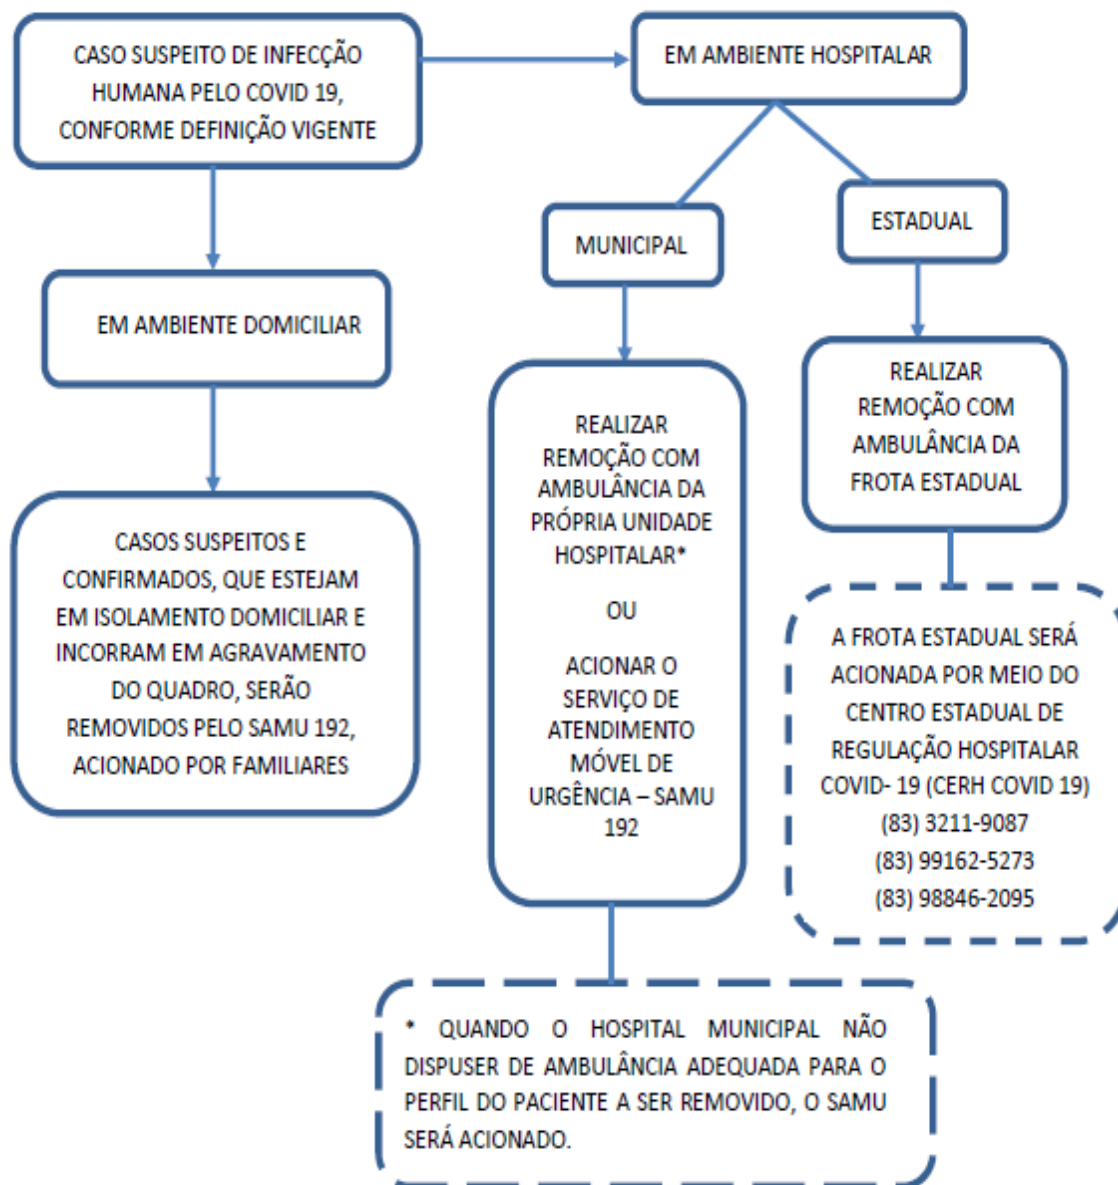 CASO SUSPEITO DE INFECÇÃO
HUMANA PELO COVID 19,
CONFORME DEFINIÇÃO VIGENTE
EM AMBIENTE HOSPITALAR
MUNICIPAL
ESTADUAL
EM AMBIENTE DOMICILIAR
CASOS SUSPEITOS E
CONFIRMADOS, QUE ESTEJAM
EM ISOLAMENTO DOMICILIAR E
INCORRAM EM AGRAVAMENTO
DO QUADRO, SERÃO
REMOVIDOS PELO SAMU 192,
ACIONADO POR FAMILIARES
REALIZAR
REMOÇÃO COM
AMBULÂNCIA DA
PRÓPRIA UNIDADE
HOSPITALAR*
OU
ACIONAR O
SERVIÇO DE
ATENDIMENTO
MÓVEL DE
URGÊNCIA – SAMU
192
REALIZAR
REMOÇÃO COM
AMBULÂNCIA DA
FROTA ESTADUAL
A FROTA ESTADUAL SERÁ
ACIONADA POR MEIO DO
CENTRO ESTADUAL DE
REGULAÇÃO HOSPITALAR
COVID- 19 (CERH COVID 19)
(83) 3211-9087
(83) 99162-5273
(83) 98846-2095
* QUANDO O HOSPITAL MUNICIPAL NÃO
DISPUSER DE AMBULÂNCIA ADEQUADA PARA O
PERFIL DO PACIENTE A SER REMOVIDO, O SAMU
SERÁ ACIONADO.